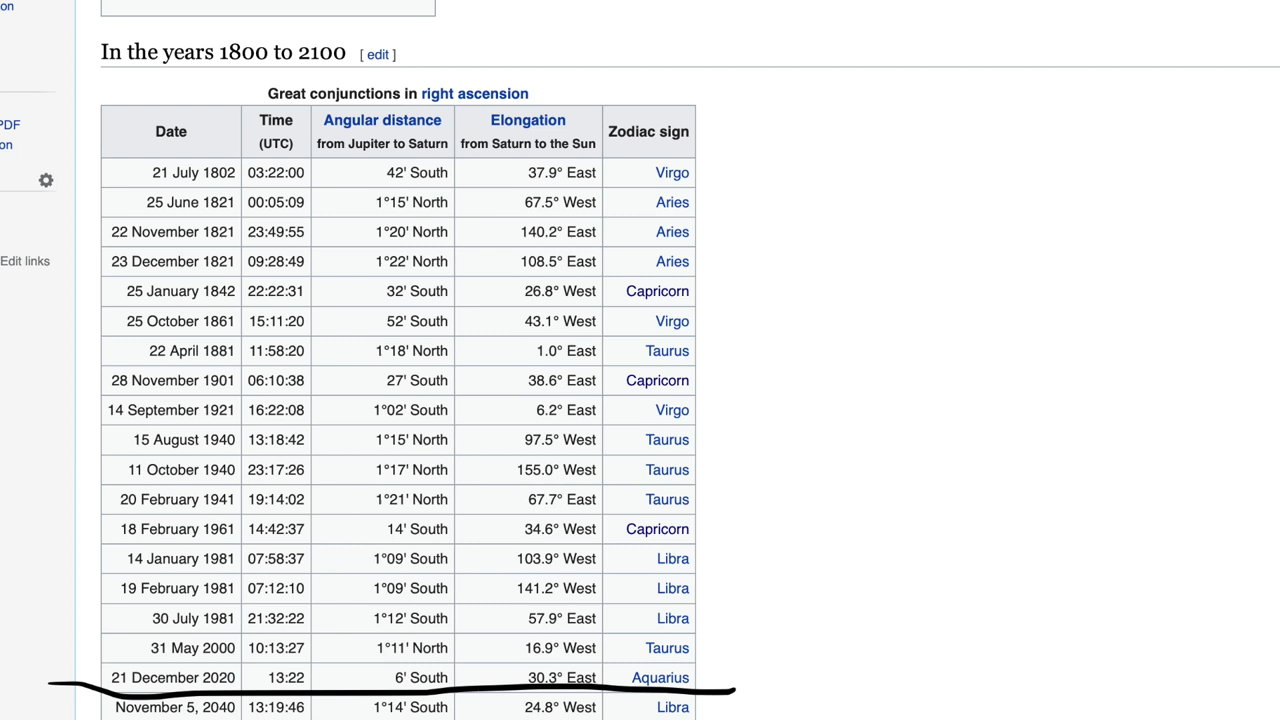 on
In the years 1800 to 2100 [ edit ]
PDF
on
Edit links
Great conjunctions in right ascension
Date Time (UTC) Angular distance from Jupiter to Saturn Elongation from Saturn to the Sun Zodiac sign
21 July 1802 03:22:00 42' South 37.9° East Virgo
25 June 1821 00:05:09 1°15' North 67.5° West Aries
22 November 1821 23:49:55 1°20' North 140.2° East Aries
23 December 1821 09:28:49 1°22' North 108.5° East Aries
25 January 1842 22:22:31 32' South 26.8° West Capricorn
25 October 1861 15:11:20 52' South 43.1° West Virgo
22 April 1881 11:58:20 1°18' North 1.0° East Taurus
28 November 1901 06:10:38 27' South 38.6° East Capricorn
14 September 1921 16:22:08 1°02' South 6.2° East Virgo
15 August 1940 13:18:42 1°15' North 97.5° West Taurus
11 October 1940 23:17:26 1°17' North 155.0° West Taurus
20 February 1941 19:14:02 1°21' North 67.7° East Taurus
18 February 1961 14:42:37 14' South 34.6° West Capricorn
14 January 1981 07:58:37 1°09' South 103.9° West Libra
19 February 1981 07:12:10 1°09' South 141.2° West Libra
30 July 1981 21:32:22 1°12' South 57.9° East Libra
31 May 2000 10:13:27 1°11' North 16.9° West Taurus
21 December 2020 13:22 6' South 30.3° East Aquarius
November 5, 2040 13:19:46 1°14' North 24.8° West Libra